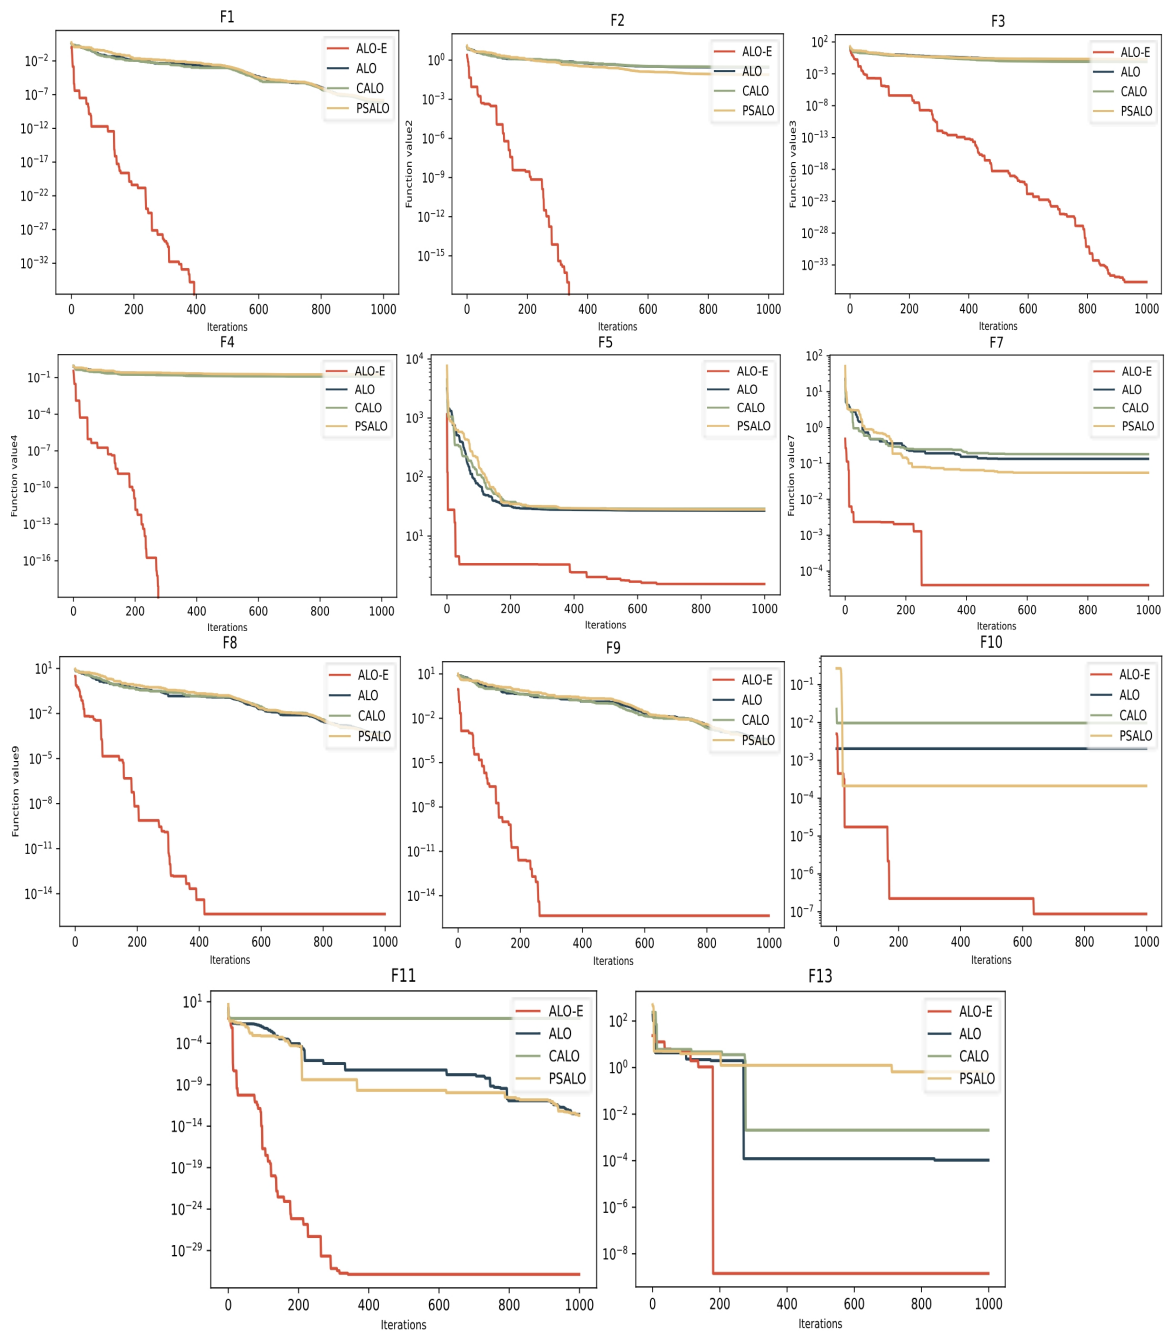 F1
10^-2
10^-7
10^-12
10^-17
10^-22
10^-27
10^-32
0 200 400 600 800 1000
Iterations
ALO-E
ALO
CALO
PSALO
F2
Function value2
10^0
10^-3
10^-6
10^-9
10^-12
10^-15
0 200 400 600 800 1000
Iterations
ALO-E
ALO
CALO
PSALO
F3
Function value3
10^2
10^-3
10^-8
10^-13
10^-18
10^-23
10^-28
10^-33
0 200 400 600 800 1000
Iterations
ALO-E
ALO
CALO
PSALO
F4
Function value4
10^-1
10^-4
10^-7
10^-10
10^-13
10^-16
0 200 400 600 800 1000
Iterations
ALO-E
ALO
CALO
PSALO
F5
10^4
10^3
10^2
10^1
0 200 400 600 800 1000
Iterations
ALO-E
ALO
CALO
PSALO
F7
Function value7
10^2
10^1
10^0
10^-1
10^-2
10^-3
10^-4
0 200 400 600 800 1000
Iterations
ALO-E
ALO
CALO
PSALO
F8
Function value9
10^1
10^-2
10^-5
10^-8
10^-11
10^-14
0 200 400 600 800 1000
Iterations
ALO-E
ALO
CALO
PSALO
F9
10^1
10^-2
10^-5
10^-8
10^-11
10^-14
0 200 400 600 800 1000
Iterations
ALO-E
ALO
CALO
PSALO
F10
10^-1
10^-2
10^-3
10^-4
10^-5
10^-6
10^-7
0 200 400 600 800 1000
Iterations
ALO-E
ALO
CALO
PSALO
F11
10^1
10^-4
10^-9
10^-14
10^-19
10^-24
10^-29
0 200 400 600 800 1000
Iterations
ALO-E
ALO
CALO
PSALO
F13
10^2
10^0
10^-2
10^-4
10^-6
10^-8
0 200 400 600 800 1000
Iterations
ALO-E
ALO
CALO
PSALO